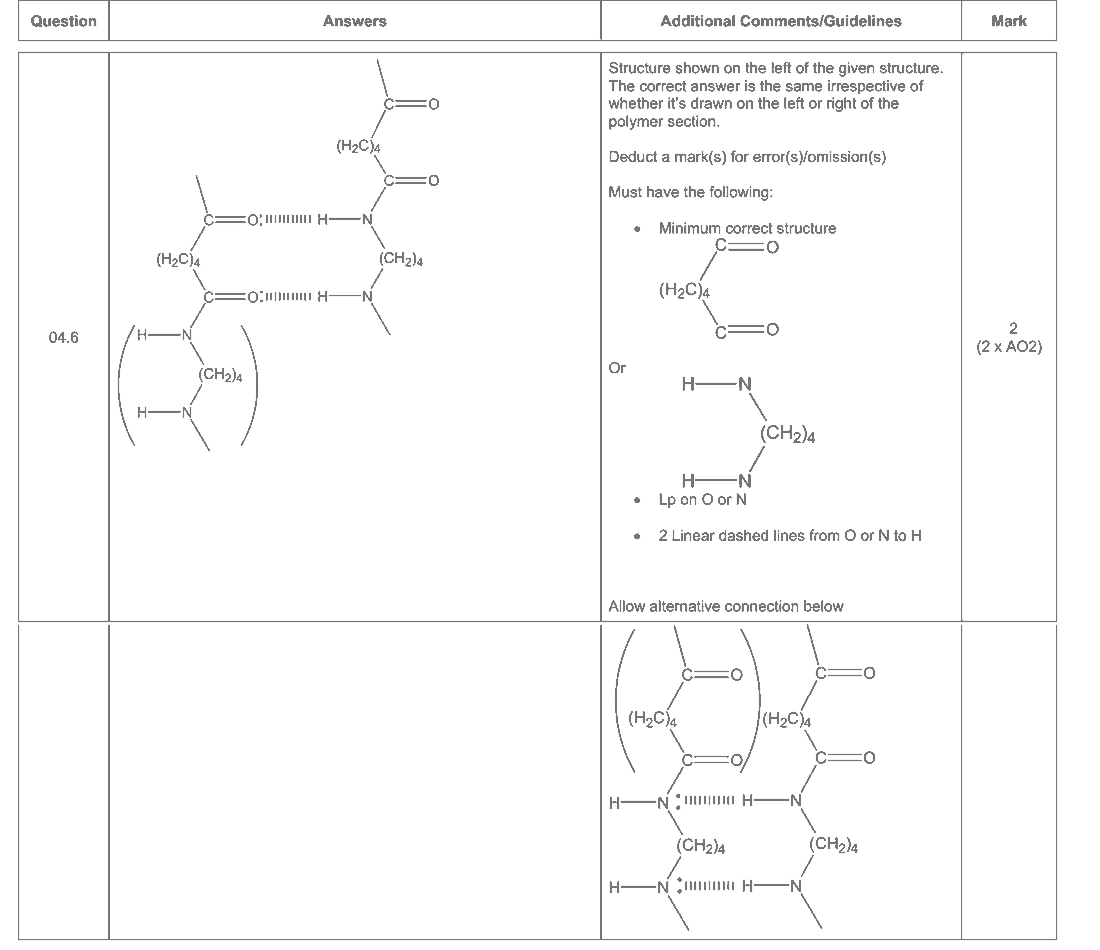 Question Answers Additional Comments/Guidelines Mark
C=O
(H2C)4
C=O
C=O:ıııııııııı H—N
(H2C)4 (CH2)4
C=O:ıııııııııı H—N
H—N
(CH2)4
H—N
04.6
Structure shown on the left of the given structure.
The correct answer is the same irrespective of
whether it's drawn on the left or right of the
polymer section.
Deduct a mark(s) for error(s)/omission(s)
Must have the following:
• Minimum correct structure
C=O
(H2C)4
C=O
Or
H—N
(CH2)4
H—N
• Lp on O or N
• 2 Linear dashed lines from O or N to H
Allow alternative connection below
2
(2 x AO2)
C=O C=O
(H2C)4 (H2C)4
C=O C=O
H—N:ıııııııııı H—N
(CH2)4 (CH2)4
H—N:ıııııııııı H—N